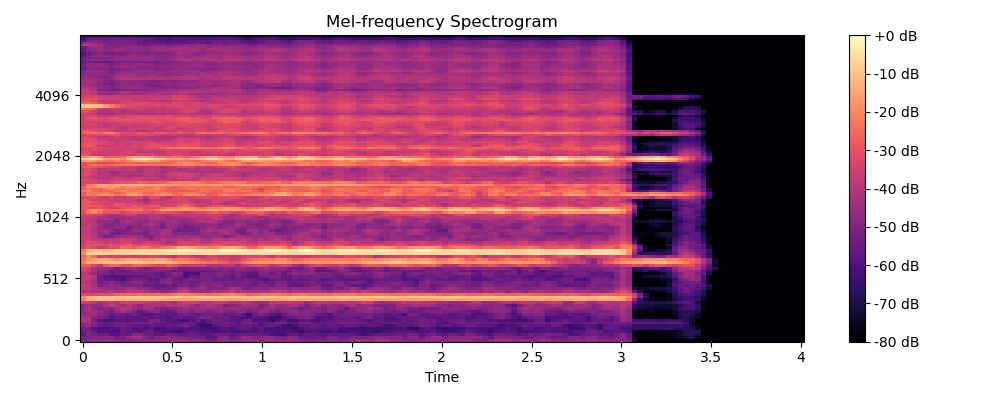 Mel-frequency Spectrogram
Hz
4096
2048
1024
512
0
0
0.5
1
1.5
2
2.5
3
3.5
4
Time
+0 dB
-10 dB
-20 dB
-30 dB
-40 dB
-50 dB
-60 dB
-70 dB
-80 dB